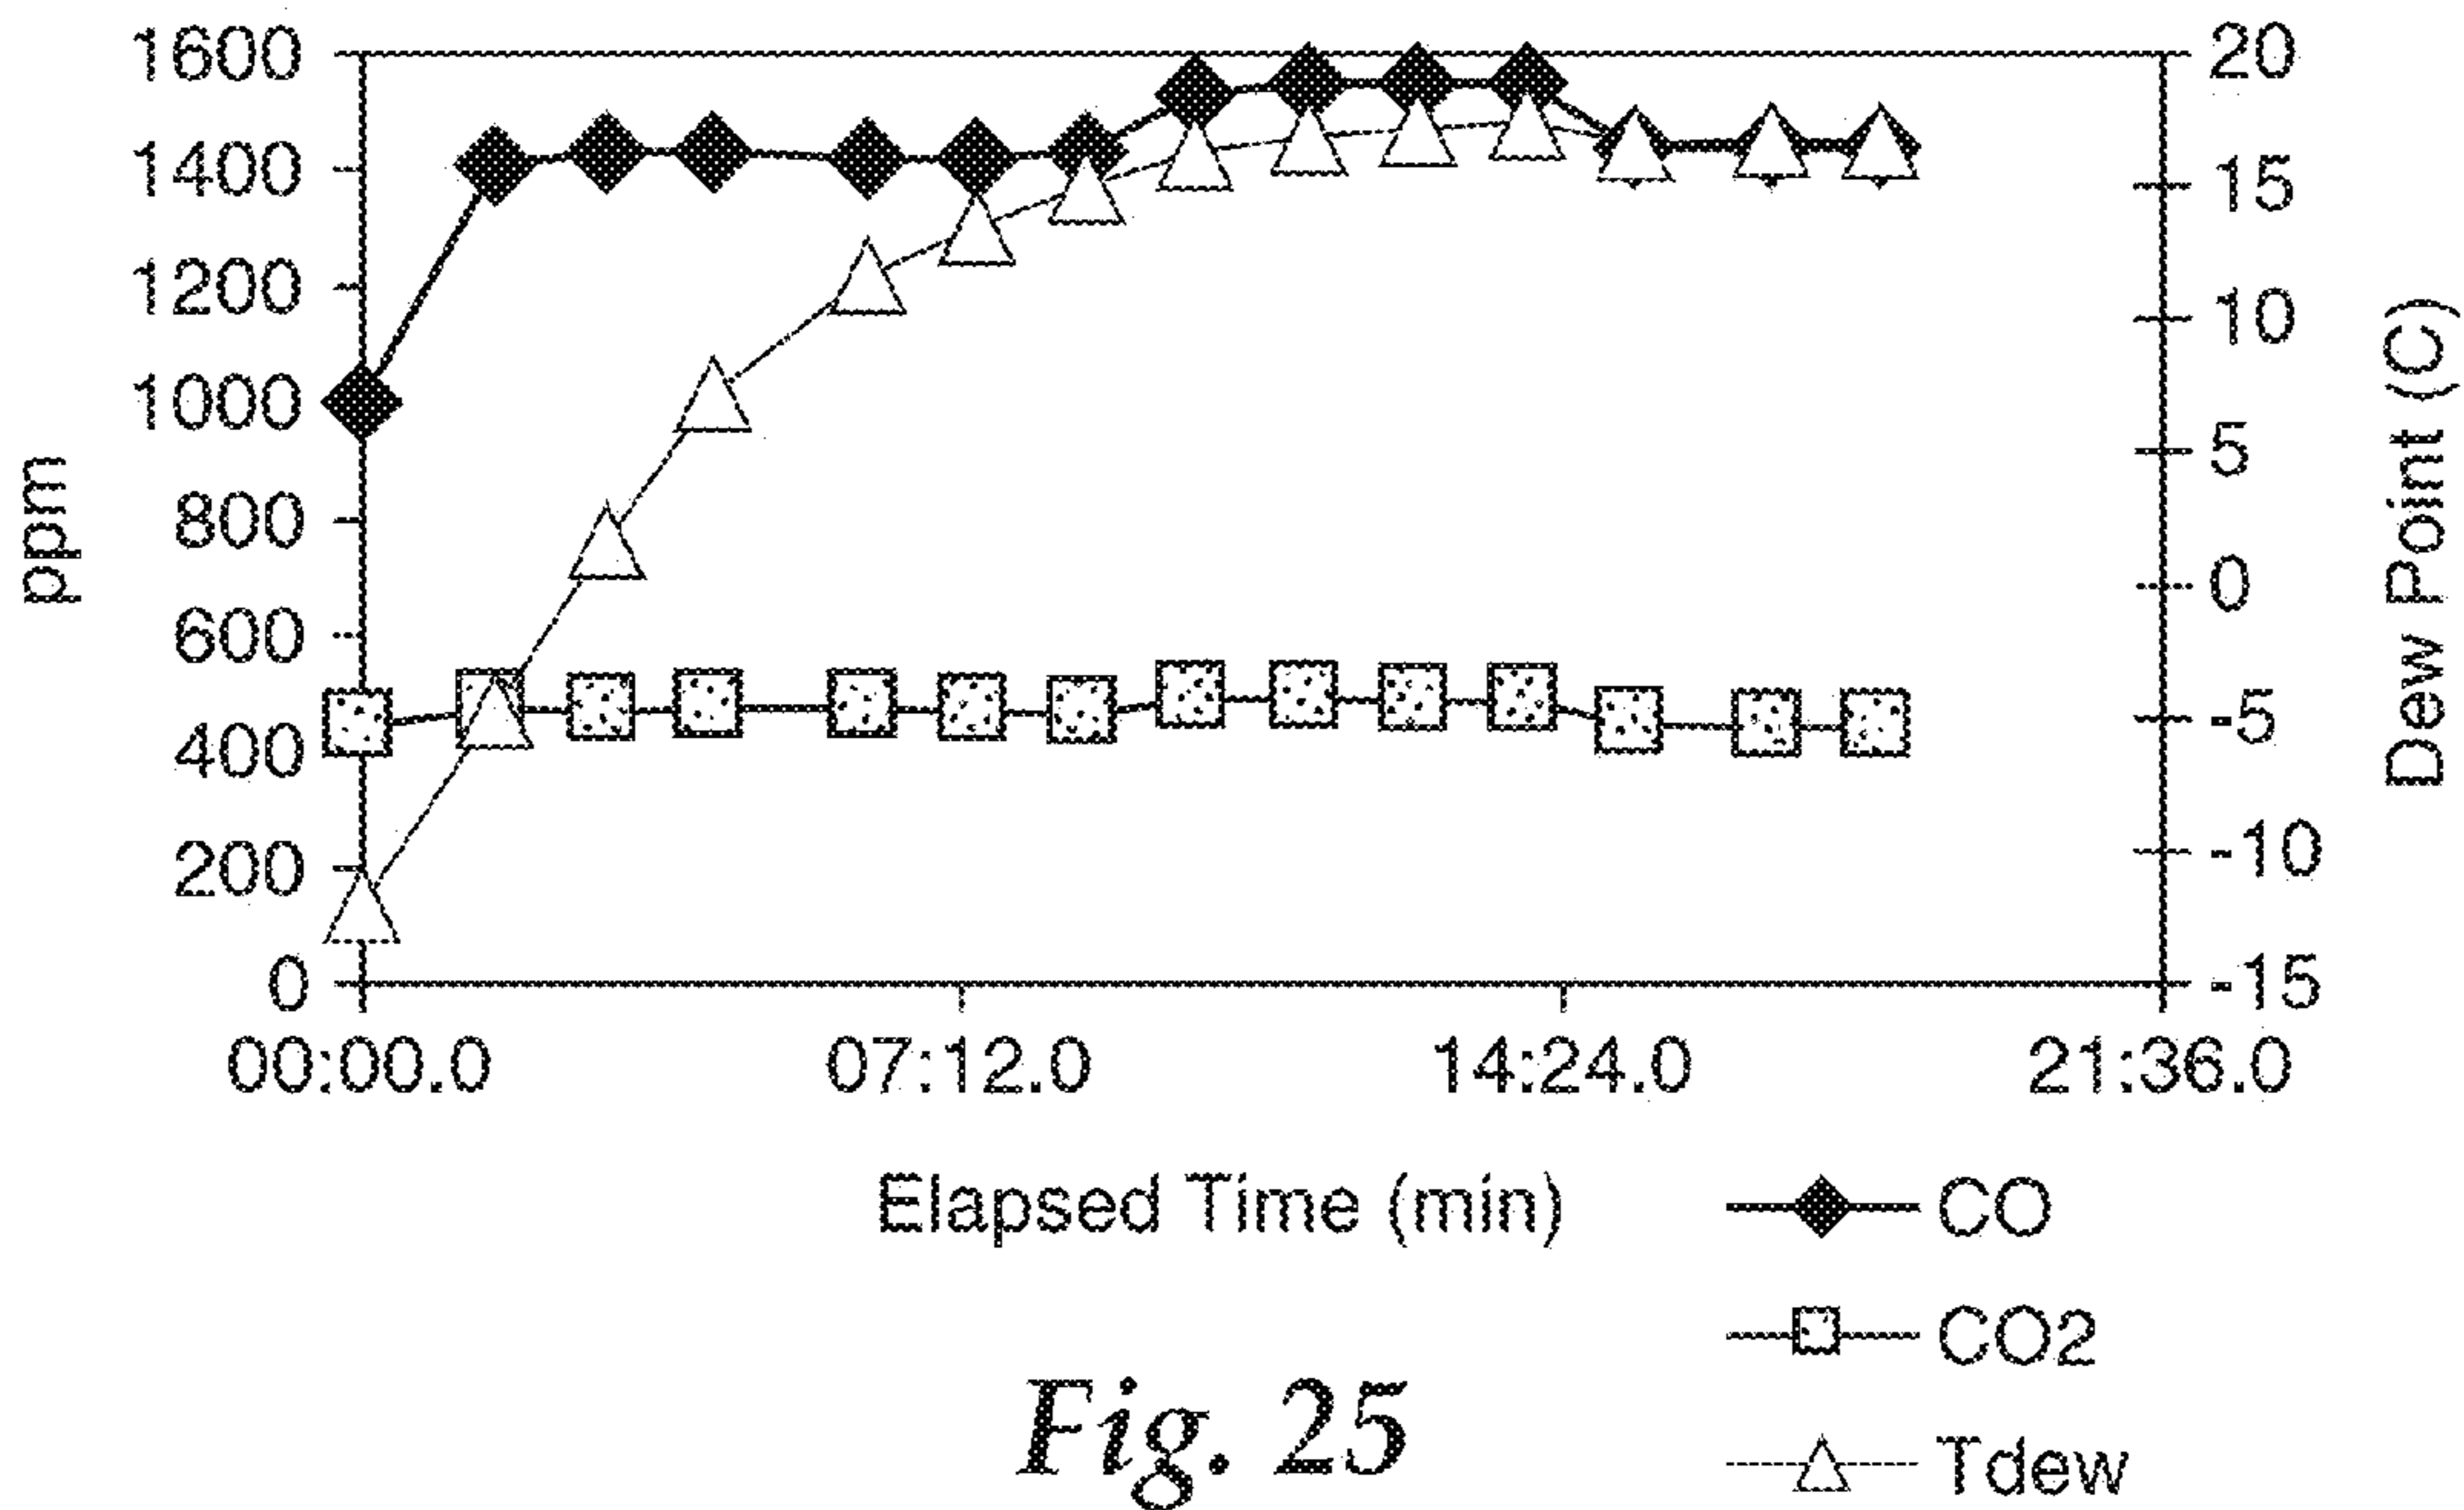 1600
1400
1200
1000
800
600
400
200
0
ppm
20
15
10
5
0
-5
-10
-15
Dew Point (C)
00:00.0 07:12.0 14:24.0 21:36.0
Elapsed Time (min)
CO
CO2
Tdew
Fig. 25